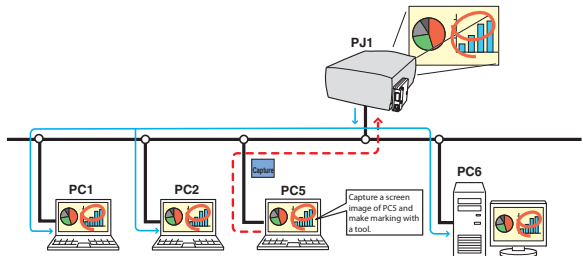 PJ1
Capture
PC1
PC2
PC5
PC6
Capture a screen
image of PC5 and
make marking with
a tool.